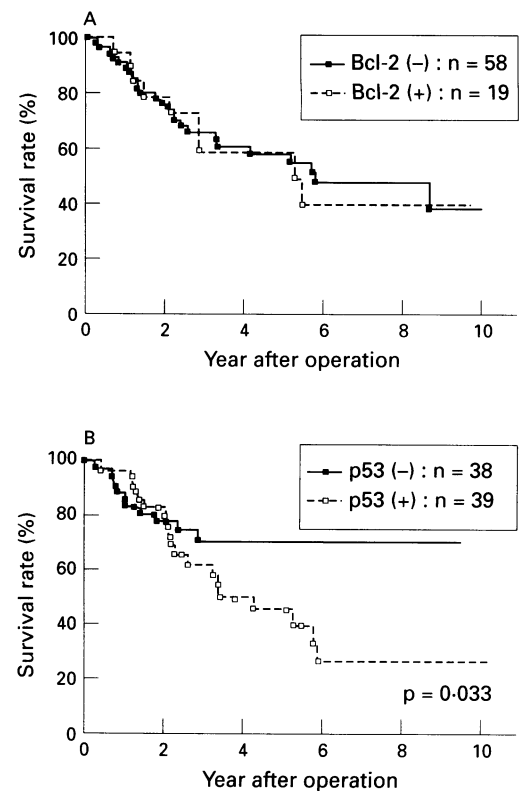 A
Survival rate (%)
100
80
60
40
20
0
Bcl-2 (–) : n = 58
Bcl-2 (+) : n = 19
0 2 4 6 8 10
Year after operation
B
Survival rate (%)
100
80
60
40
20
0
p53 (–) : n = 38
p53 (+) : n = 39
p = 0·033
0 2 4 6 8 10
Year after operation